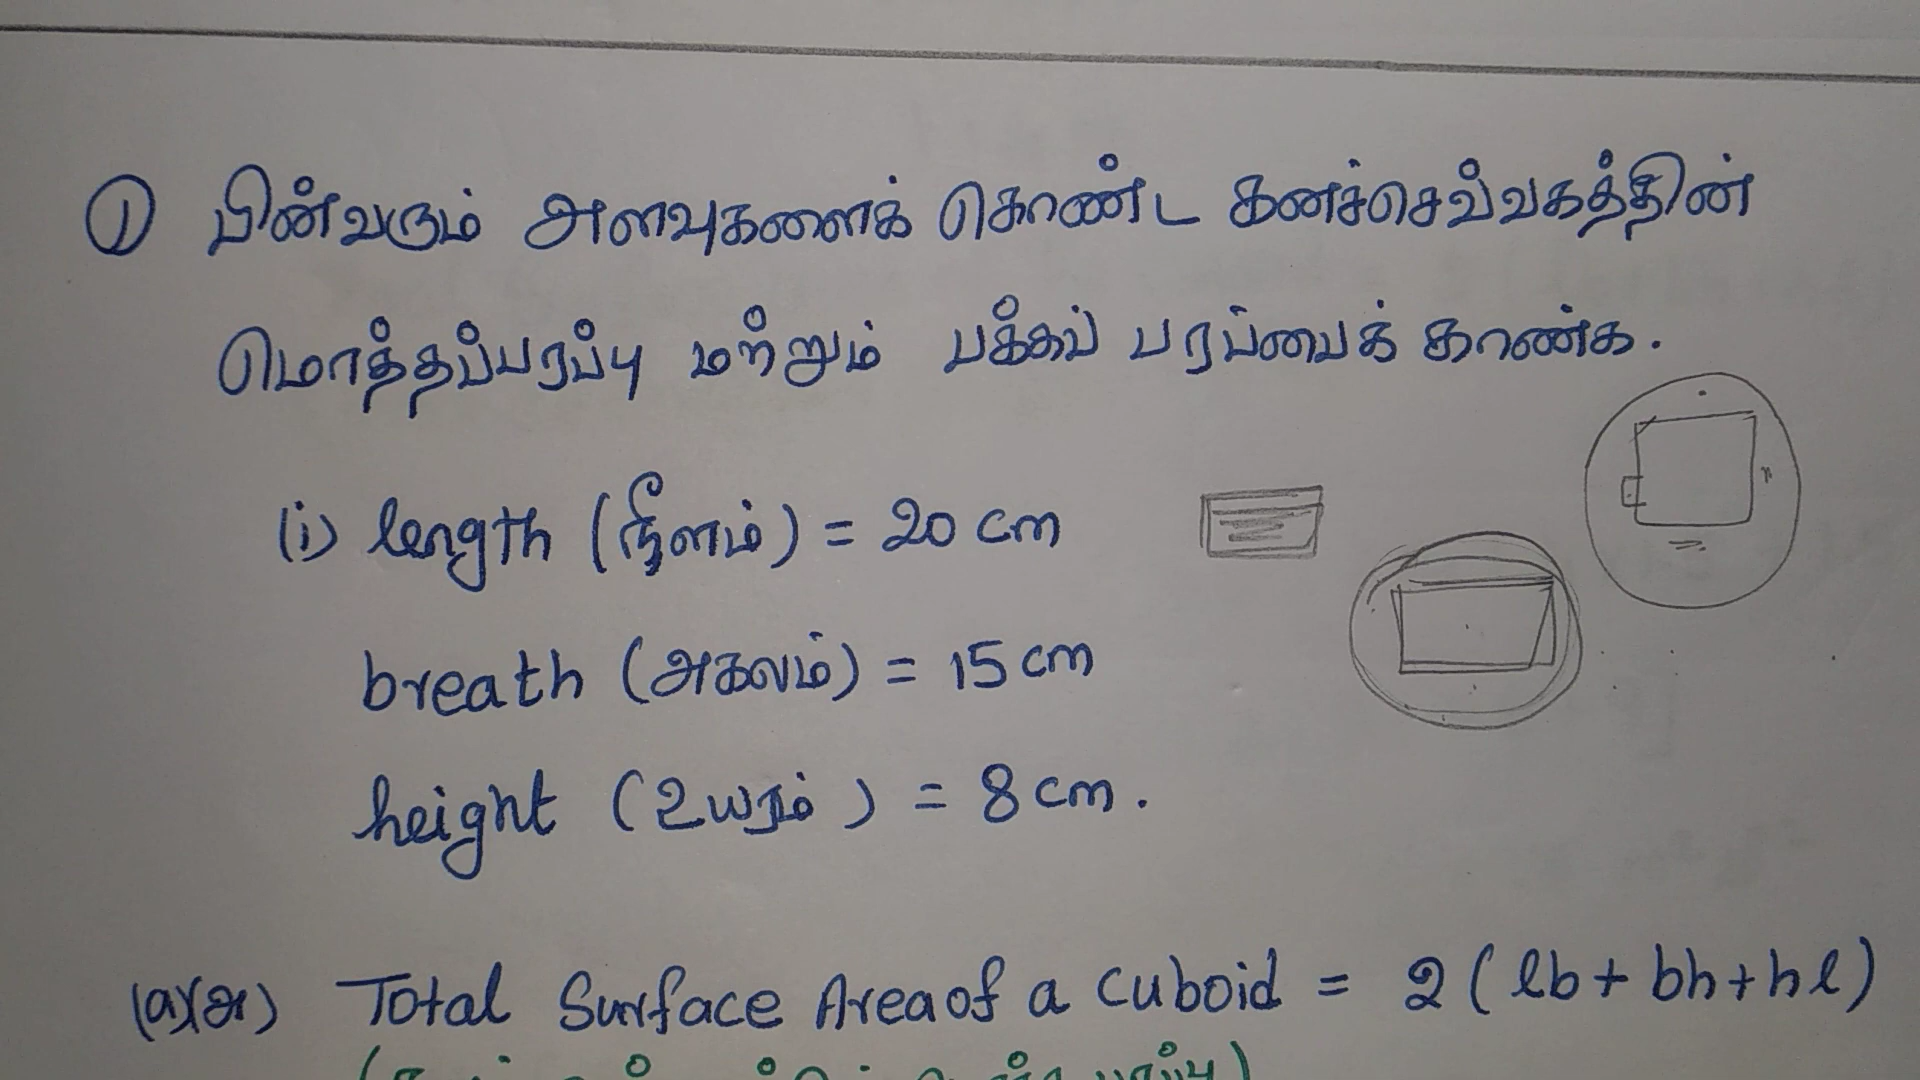 ① பின்வரும் அளவுகளைக் கொண்ட கனச்செவ்வகத்தின்
மொத்தப்பரப்பு மற்றும் பக்கப் பரப்பைக் காண்க.
(i) length (நீளம்) = 20 cm
breath (அகலம்) = 15 cm
height (உயரம்) = 8 cm.
(a)(அ) Total Surface Area of a cuboid = 2 (lb + bh + hl)